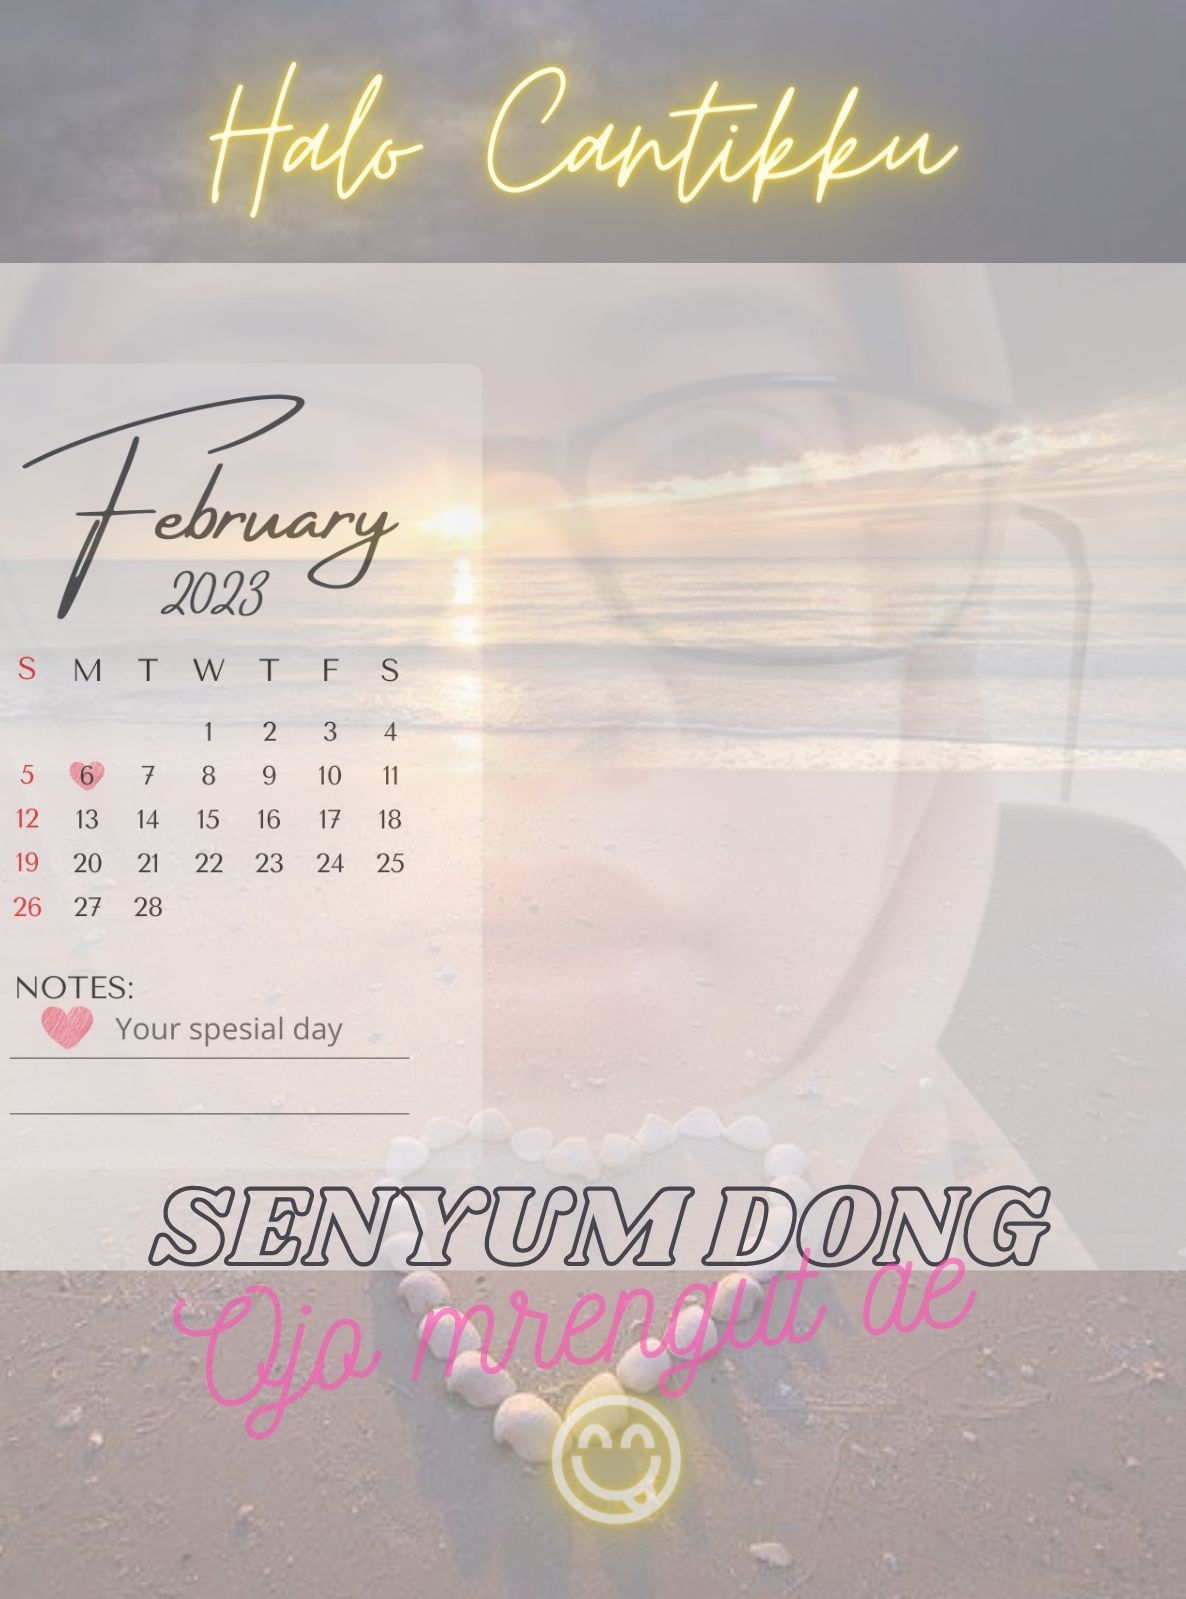 Halo Cantikku
February
2023
S M T W T F S
1 2 3 4
5 6 7 8 9 10 11
12 13 14 15 16 17 18
19 20 21 22 23 24 25
26 27 28
NOTES:
Your spesial day
SENYUM DONG
Ojo mrengut ae